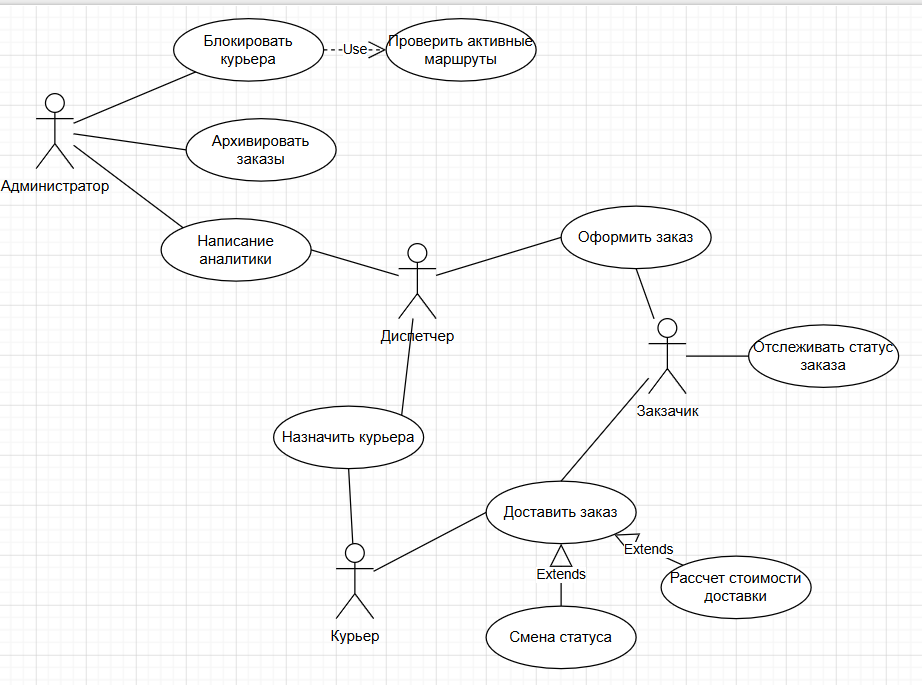 Блокировать
курьера
Use
Проверить активные
маршруты
Архивировать
заказы
Администратор
Написание
аналитики
Оформить заказ
Диспетчер
Отслеживать статус
заказа
Закзачик
Назначить курьера
Доставить заказ
Extends
Extends
Рассчет стоимости
доставки
Курьер
Смена статуса